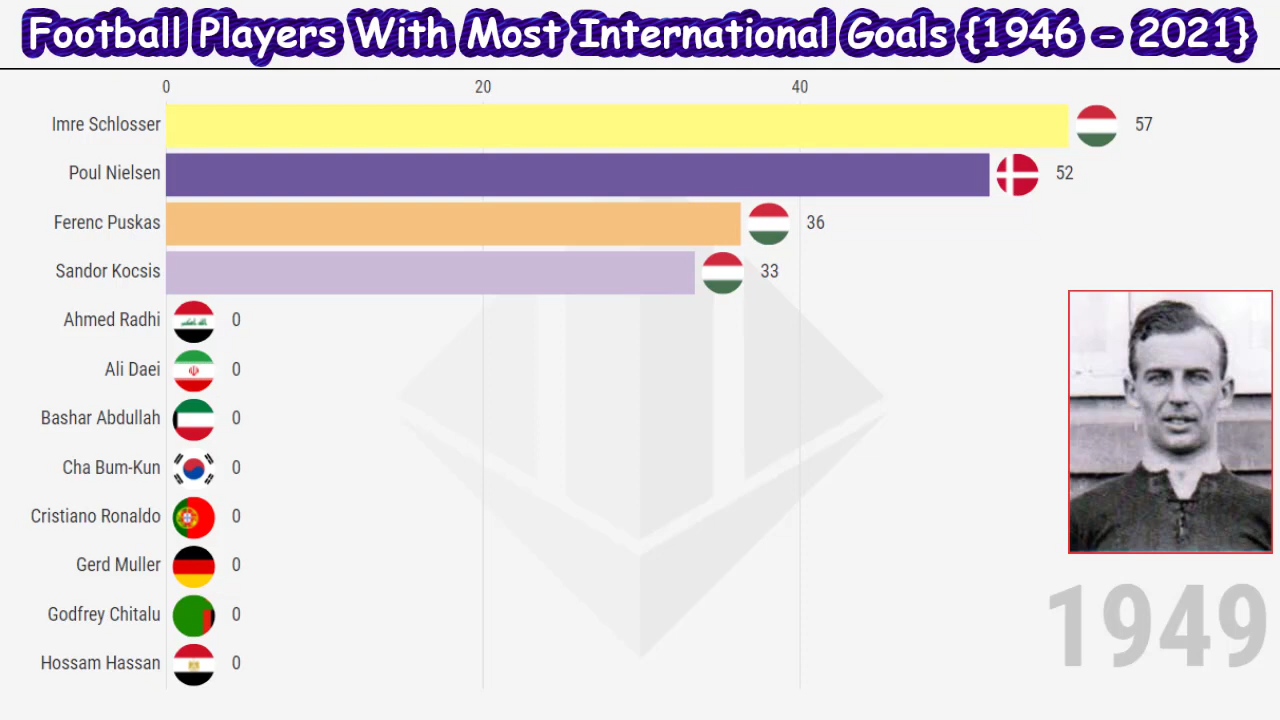 Football Players With Most International Goals {1946 – 2021}
0 20 40
Imre Schlosser 57
Poul Nielsen 52
Ferenc Puskas 36
Sandor Kocsis 33
Ahmed Radhi 0
Ali Daei 0
Bashar Abdullah 0
Cha Bum-Kun 0
Cristiano Ronaldo 0
Gerd Muller 0
Godfrey Chitalu 0
Hossam Hassan 0
1949